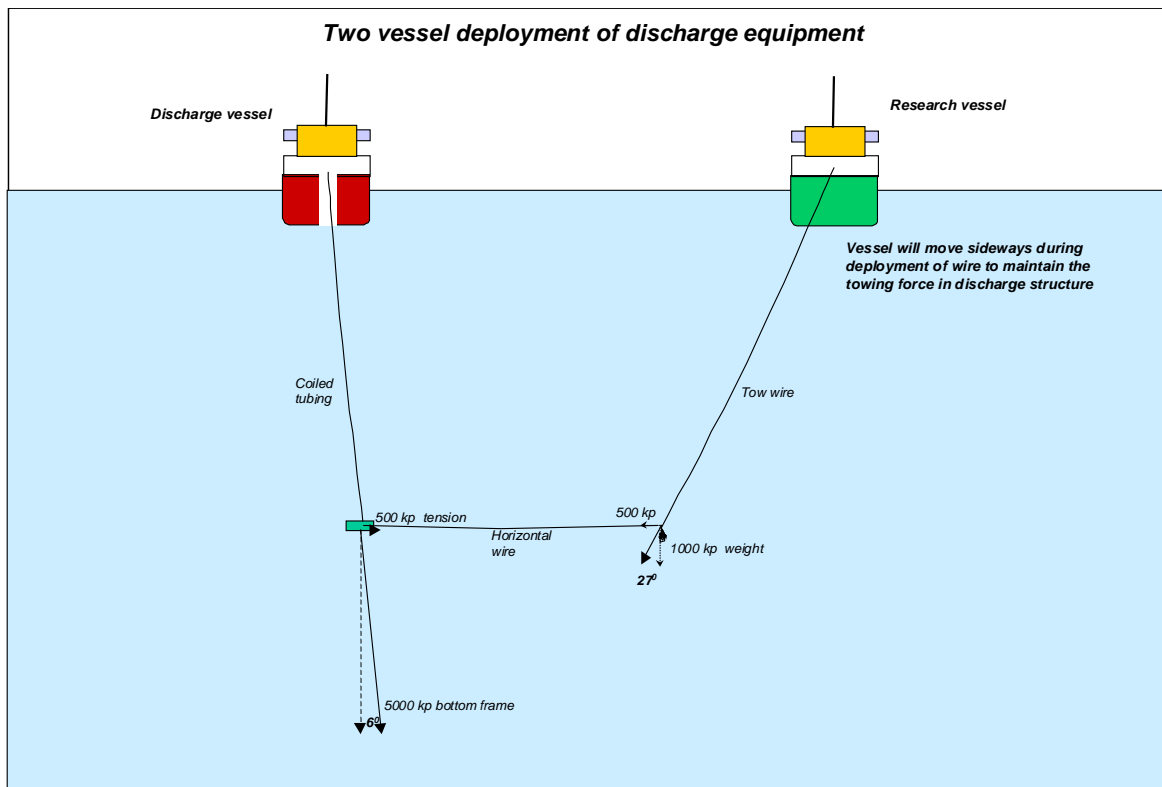 Two vessel deployment of discharge equipment
Discharge vessel
Research vessel
Vessel will move sideways during
deployment of wire to maintain the
towing force in discharge structure
Coiled
tubing
Tow wire
500 kp tension
500 kp
Horizontal
wire
1000 kp weight
27⁰
5000 kp bottom frame
6⁰